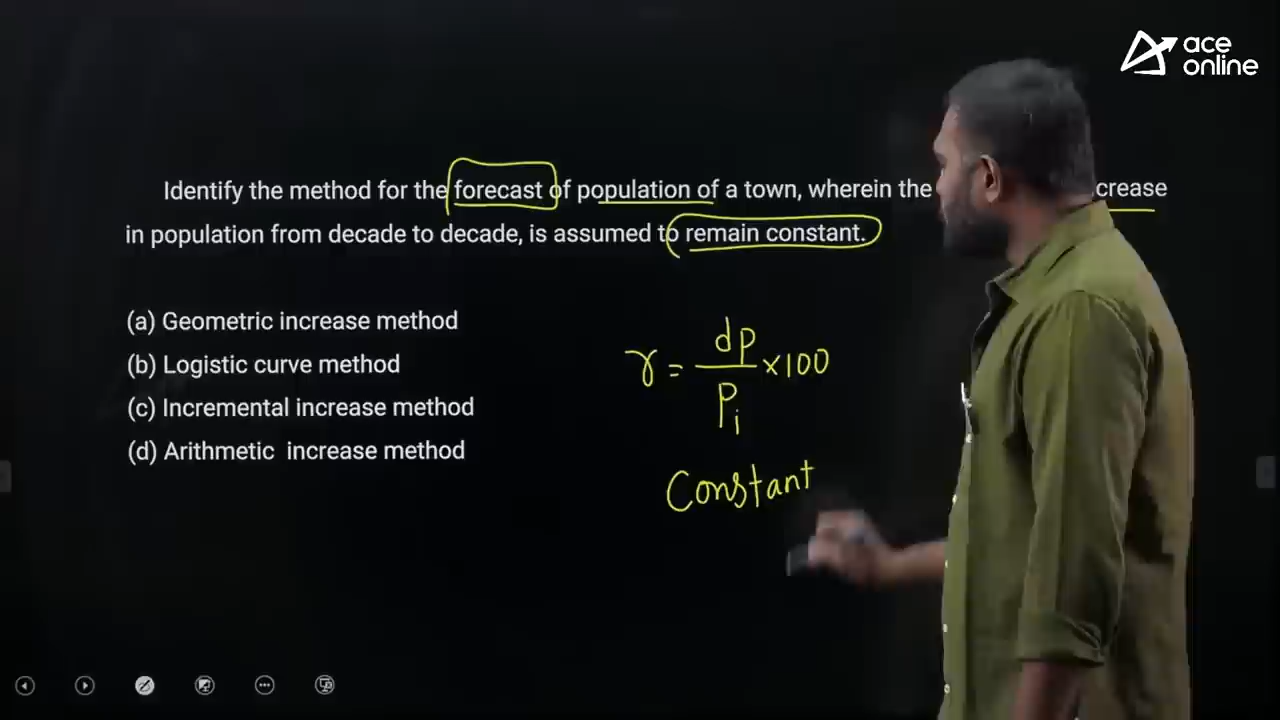 ace
online
Identify the method for the forecast of population of a town, wherein the crease
in population from decade to decade, is assumed to remain constant.
(a) Geometric increase method
(b) Logistic curve method
(c) Incremental increase method
(d) Arithmetic increase method
r = dp/Pi ×100
Constant